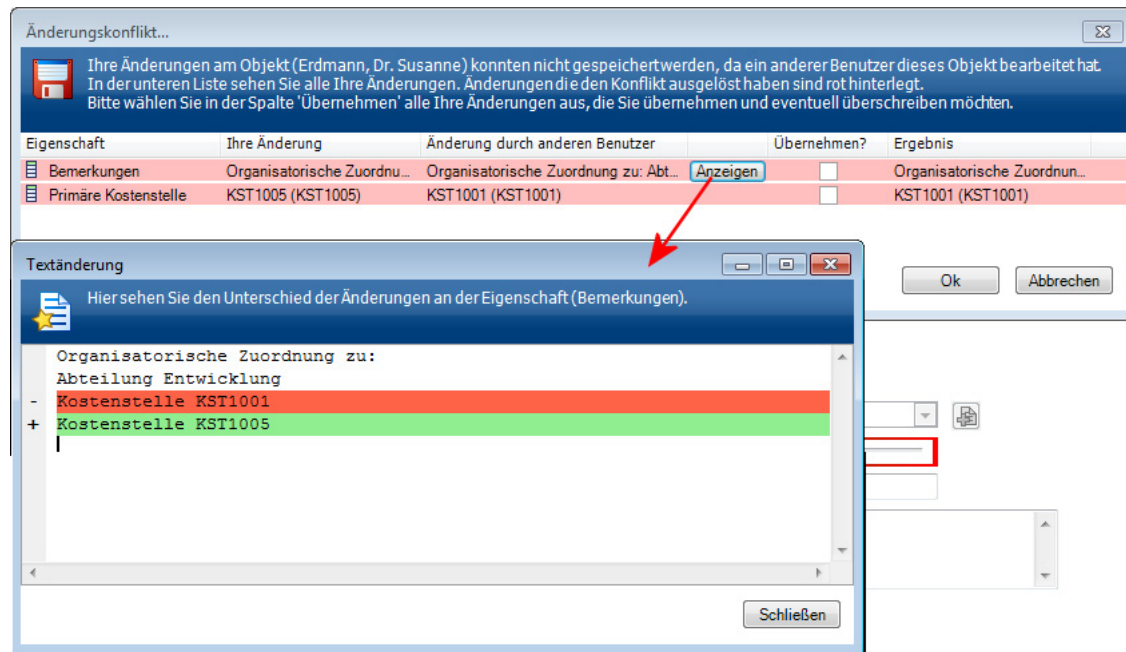 Änderungskonflikt...
Ihre Änderungen am Objekt (Erdmann, Dr. Susanne) konnten nicht gespeichert werden, da ein anderer Benutzer dieses Objekt bearbeitet hat.
In der unteren Liste sehen Sie alle Ihre Änderungen. Änderungen die den Konflikt ausgelöst haben sind rot hinterlegt.
Bitte wählen Sie in der Spalte 'Übernehmen' alle Ihre Änderungen aus, die Sie übernehmen und eventuell überschreiben möchten.
Eigenschaft Ihre Änderung Änderung durch anderen Benutzer Übernehmen? Ergebnis
Bemerkungen Organisatorische Zuordnu... Organisatorische Zuordnung zu: Abt... Anzeigen Organisatorische Zuordnun...
Primäre Kostenstelle KST1005 (KST1005) KST1001 (KST1001) KST1001 (KST1001)
Ok Abbrechen
Textänderung
Hier sehen Sie den Unterschied der Änderungen an der Eigenschaft (Bemerkungen).
Organisatorische Zuordnung zu:
Abteilung Entwicklung
- Kostenstelle KST1001
+ Kostenstelle KST1005
Schließen